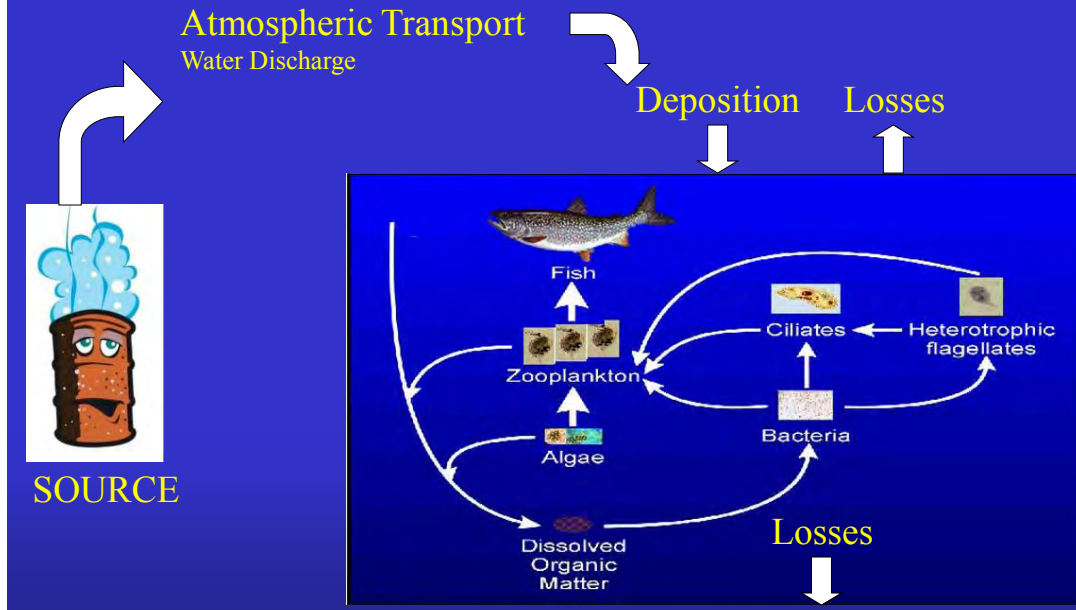 Atmospheric Transport
Water Discharge
Deposition
Losses
SOURCE
Fish
Zooplankton
Algae
Dissolved
Organic
Matter
Ciliates
Heterotrophic
flagellates
Bacteria
Losses